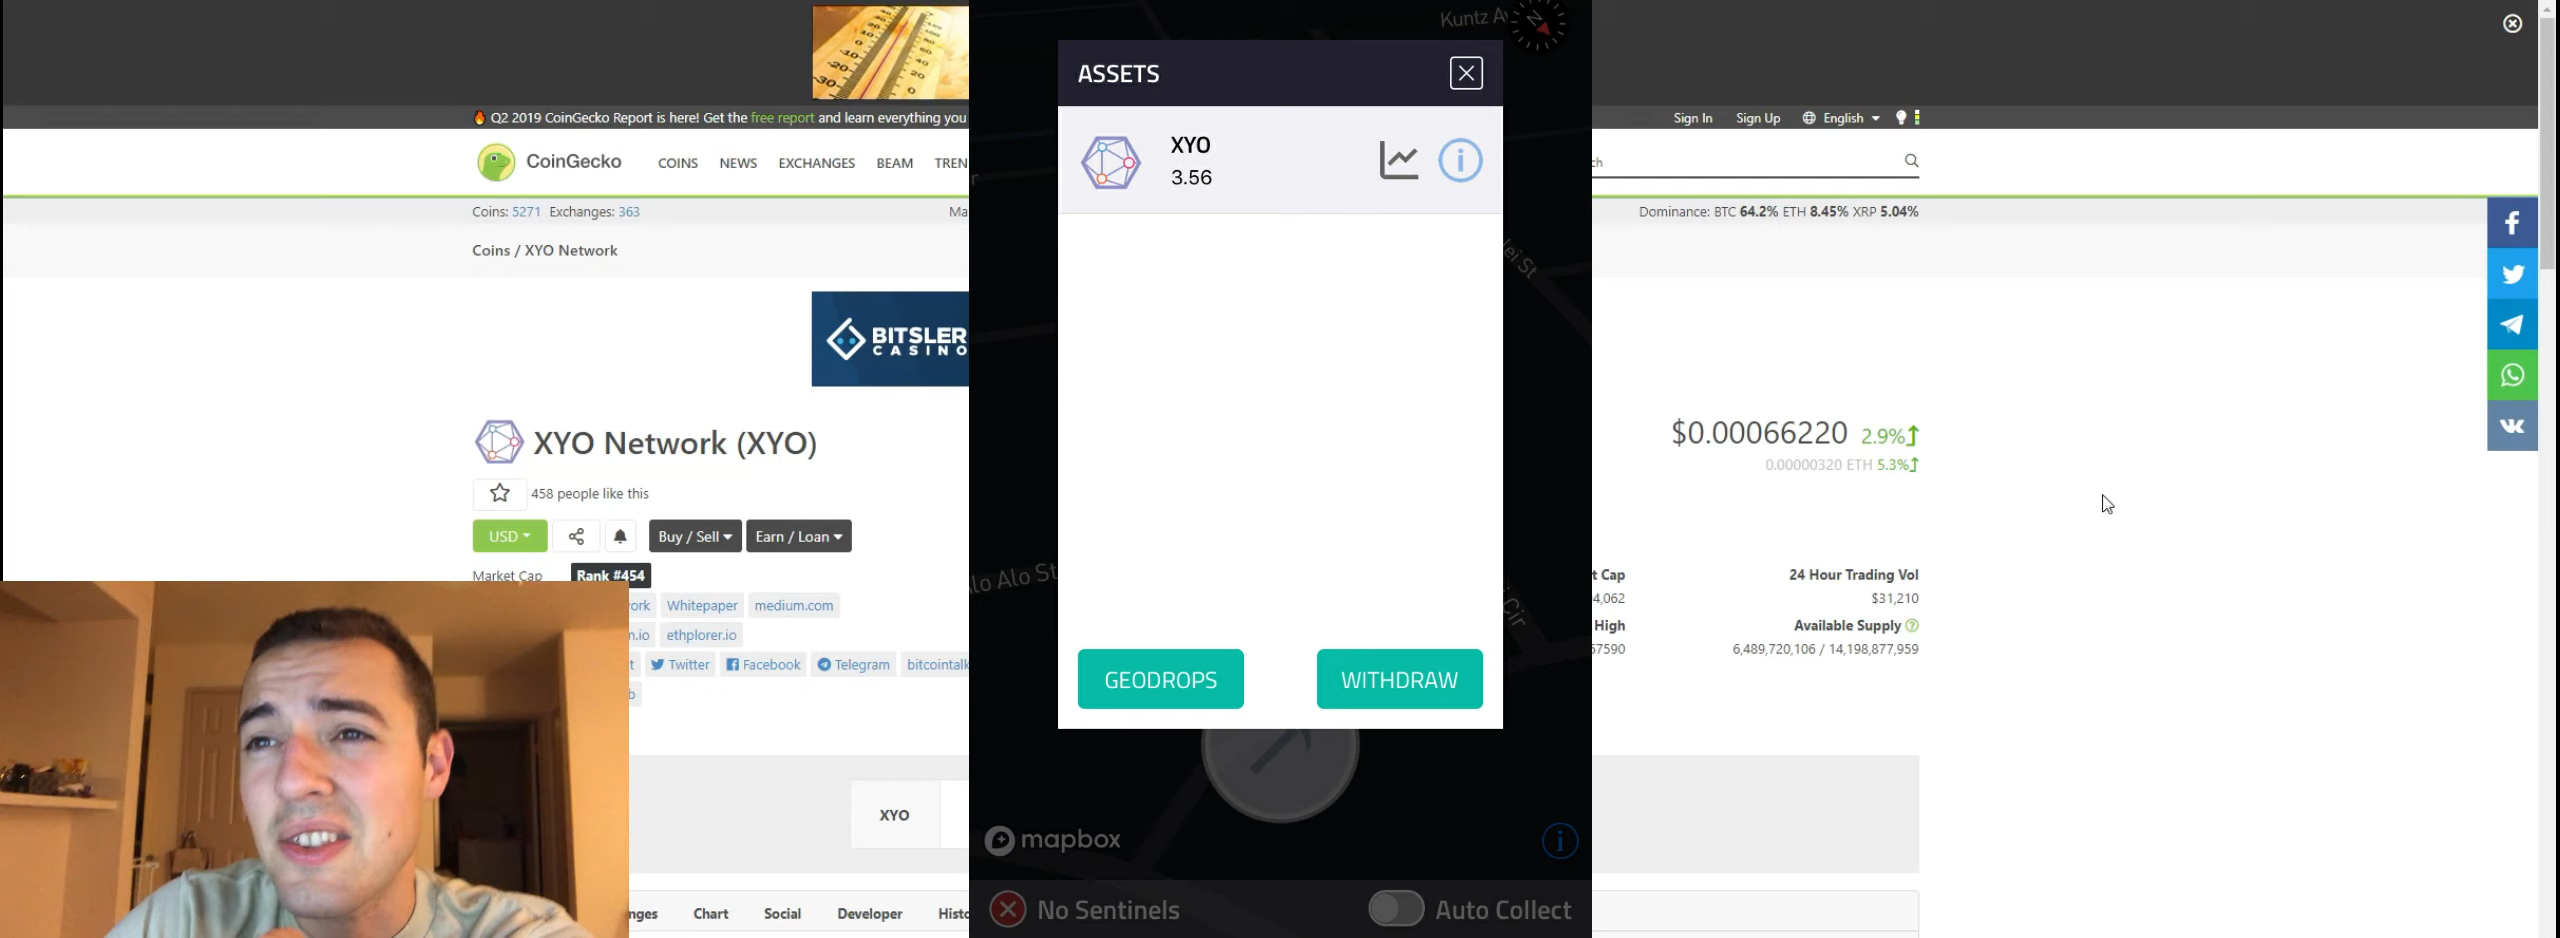 Q2 2019 CoinGecko Report is here! Get the free report and learn everything you
Sign In Sign Up English
CoinGecko
COINS NEWS EXCHANGES BEAM TREN
Coins: 5271 Exchanges: 363
Dominance: BTC 64.2% ETH 8.45% XRP 5.04%
Coins / XYO Network
BITSLER
CASINO
XYO Network (XYO)
458 people like this
USD
Buy / Sell
Earn / Loan
Market Cap Rank #454
ork Whitepaper medium.com
n.io ethplorer.io
t Twitter Facebook Telegram bitcointalk
b
XYO
nges Chart Social Developer Histo
Kuntz A
N
ASSETS
XYO
3.56
lei St
lo Alo St
Cir
GEODROPS WITHDRAW
mapbox
No Sentinels Auto Collect
ch
$0.00066220 2.9%
0.00000320 ETH 5.3%
t Cap 24 Hour Trading Vol
4,062 $31,210
High Available Supply
57590 6,489,720,106 / 14,198,877,959